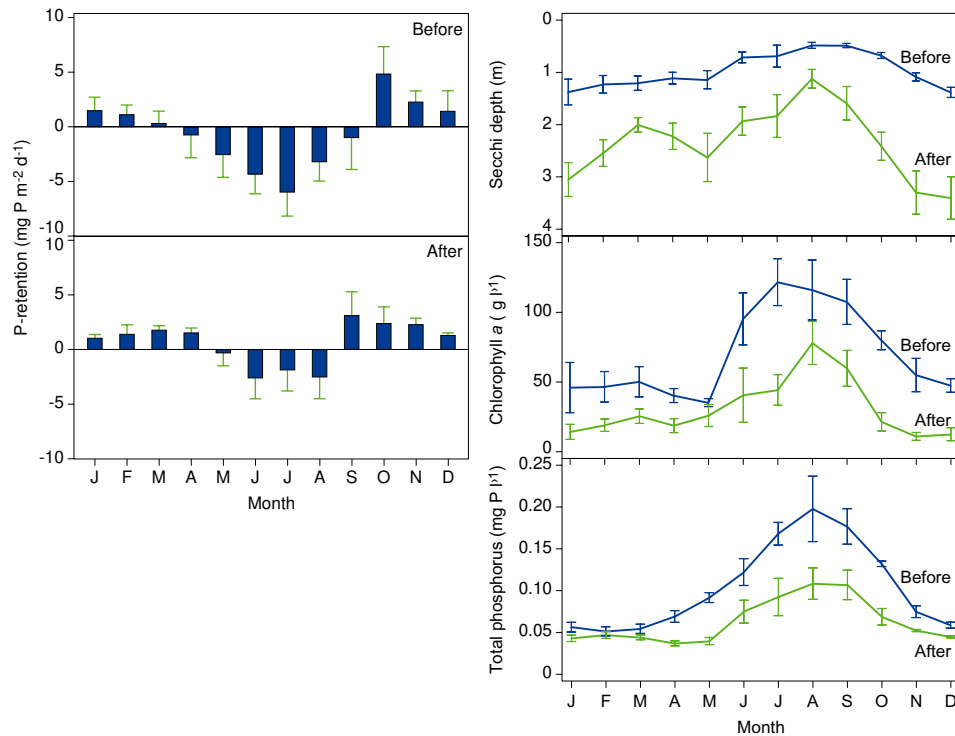 P-retention (mg P m-2 d-1)
10
5
0
-5
-10
Before
10
5
0
-5
-10
After
J F M A M J J A S O N D
Month
Secchi depth (m)
0
1
2
3
4
Before
After
Chlorophyll a ( g l›1)
150
100
50
0
Before
After
Total phosphorus (mg P l›1)
0.25
0.20
0.15
0.10
0.05
0
Before
After
J F M A M J J A S O N D
Month